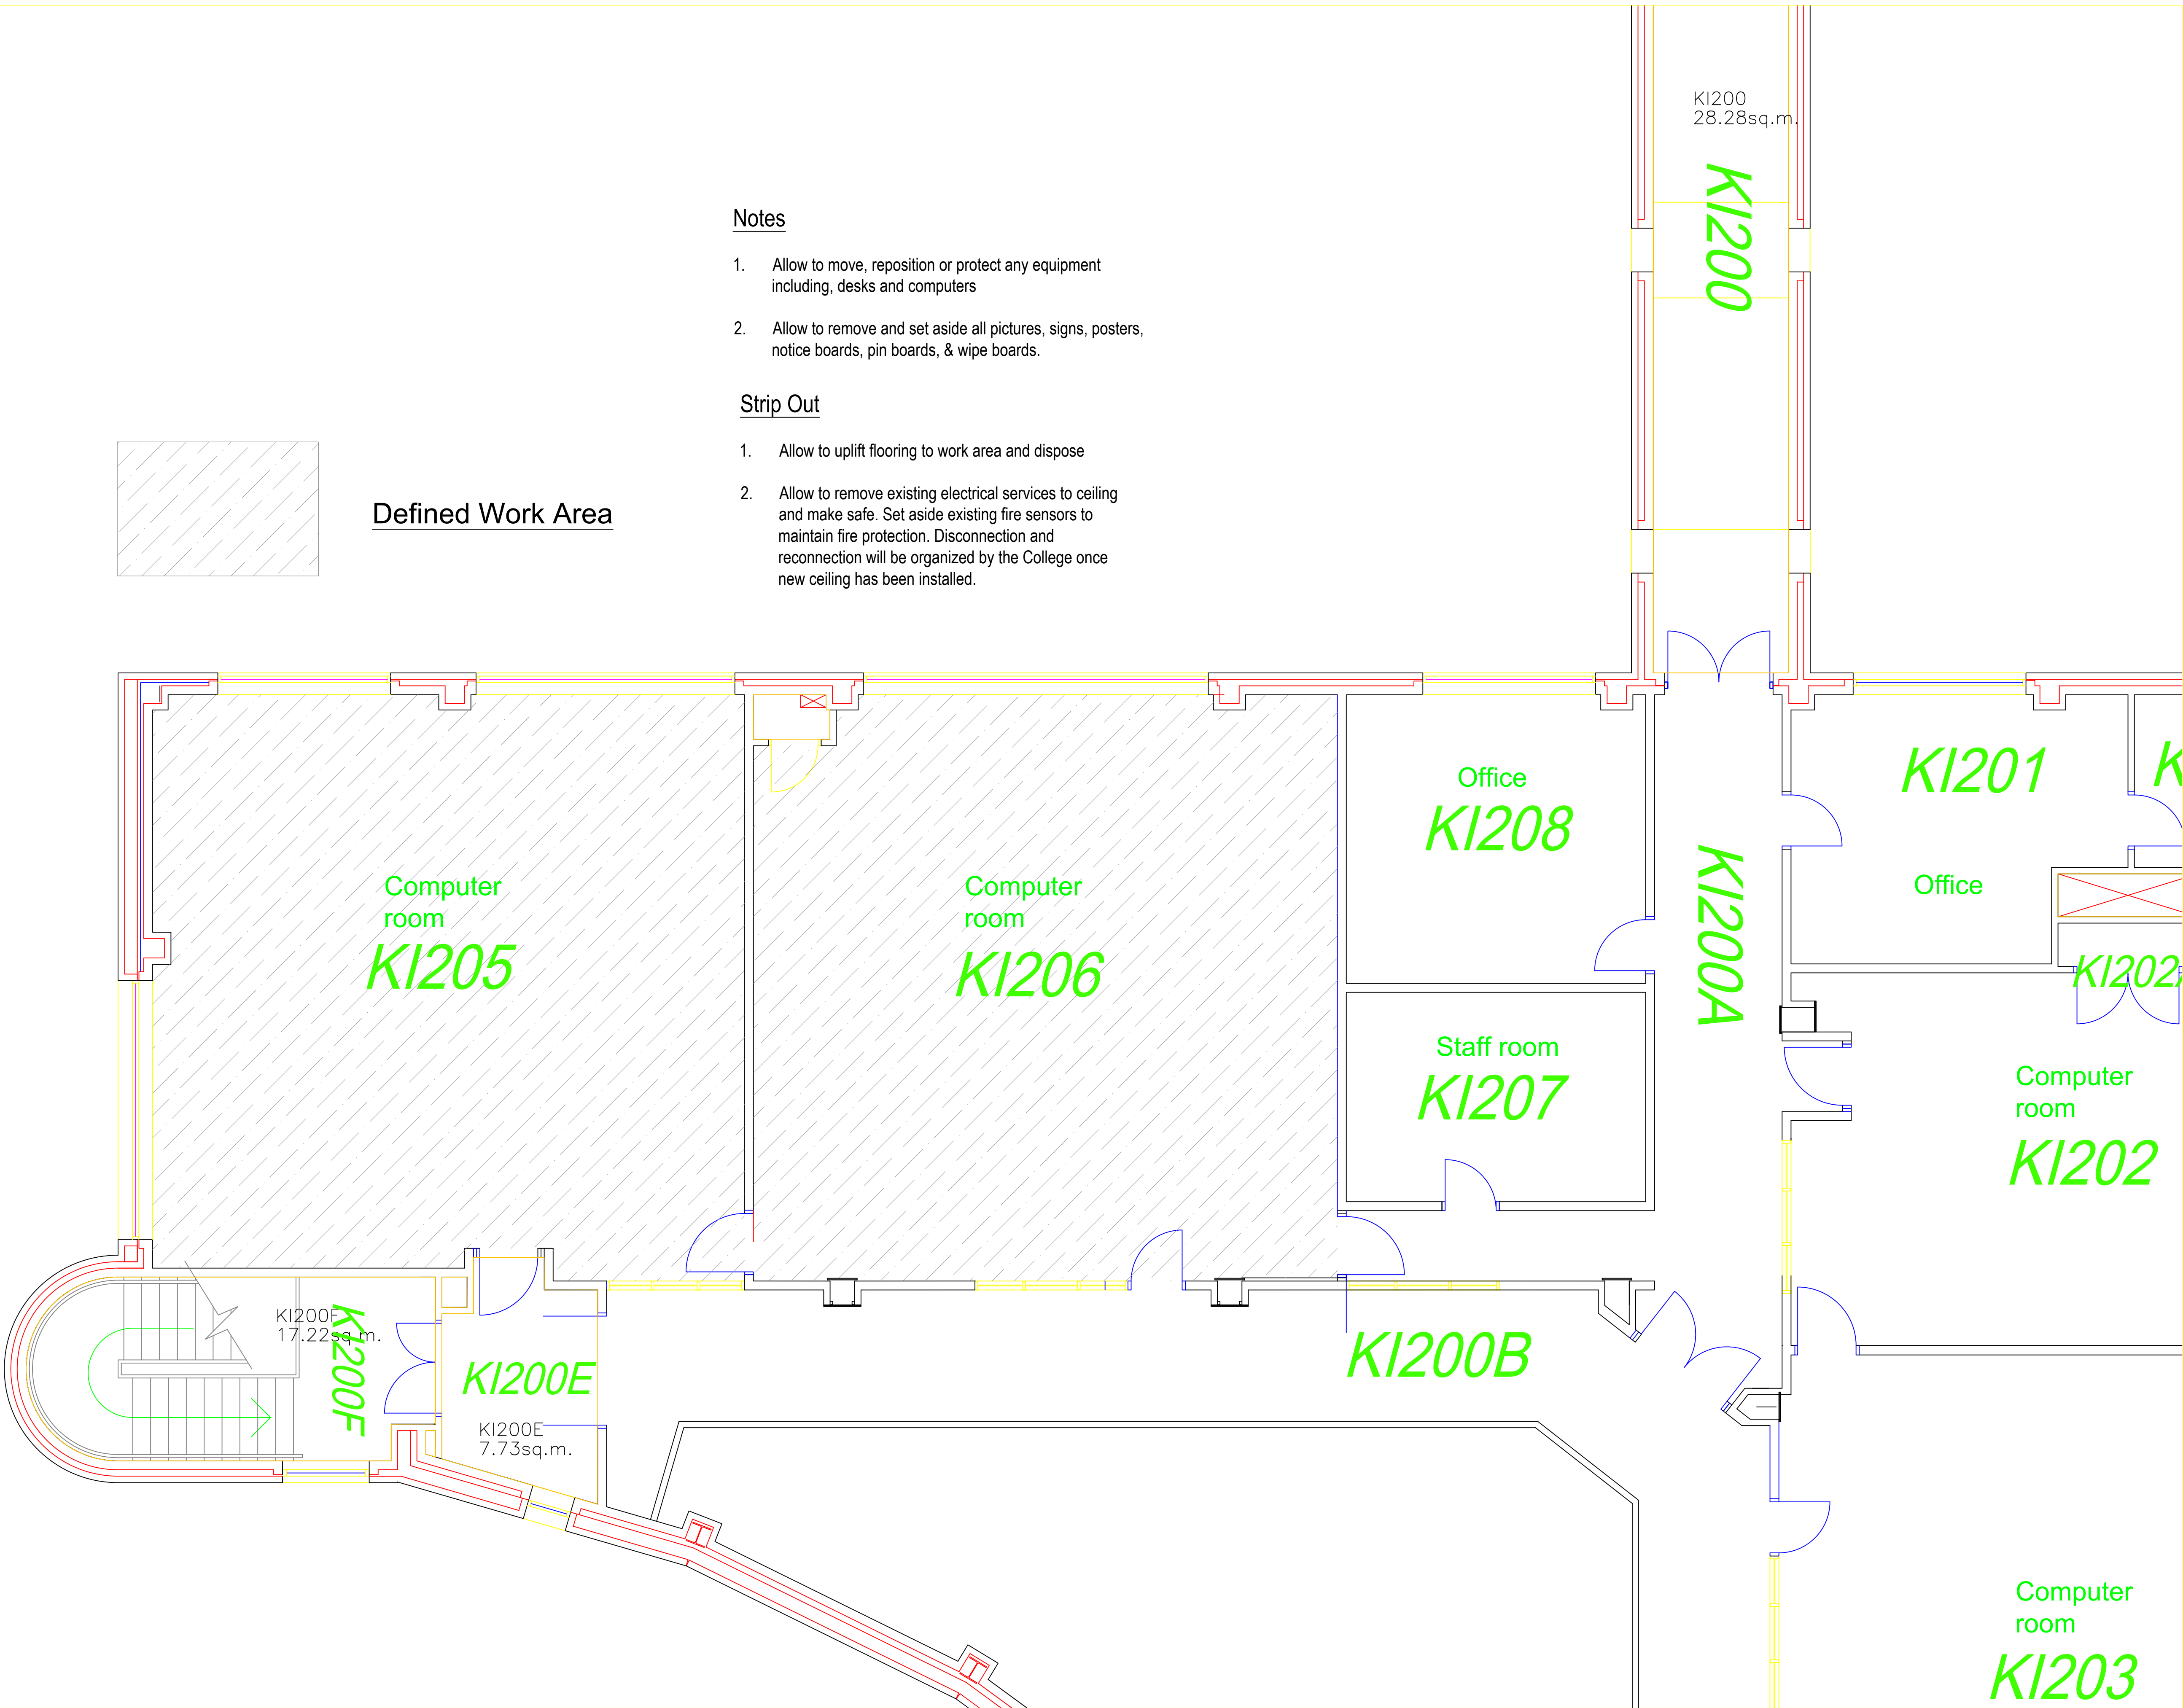 KI200
28.28sq.m.
KI200
Notes
1. Allow to move, reposition or protect any equipment
including, desks and computers
2. Allow to remove and set aside all pictures, signs, posters,
notice boards, pin boards, & wipe boards.
Strip Out
1. Allow to uplift flooring to work area and dispose
2. Allow to remove existing electrical services to ceiling
and make safe. Set aside existing fire sensors to
maintain fire protection. Disconnection and
reconnection will be organized by the College once
new ceiling has been installed.
Defined Work Area
Office
KI208
KI201
Office
Computer
room
KI205
Computer
room
KI206
KI200A
Staff room
KI207
Computer
room
KI202
KI200F
17.22sq.m.
KI200F
KI200E
KI200E
7.73sq.m.
KI200B
Computer
room
KI203